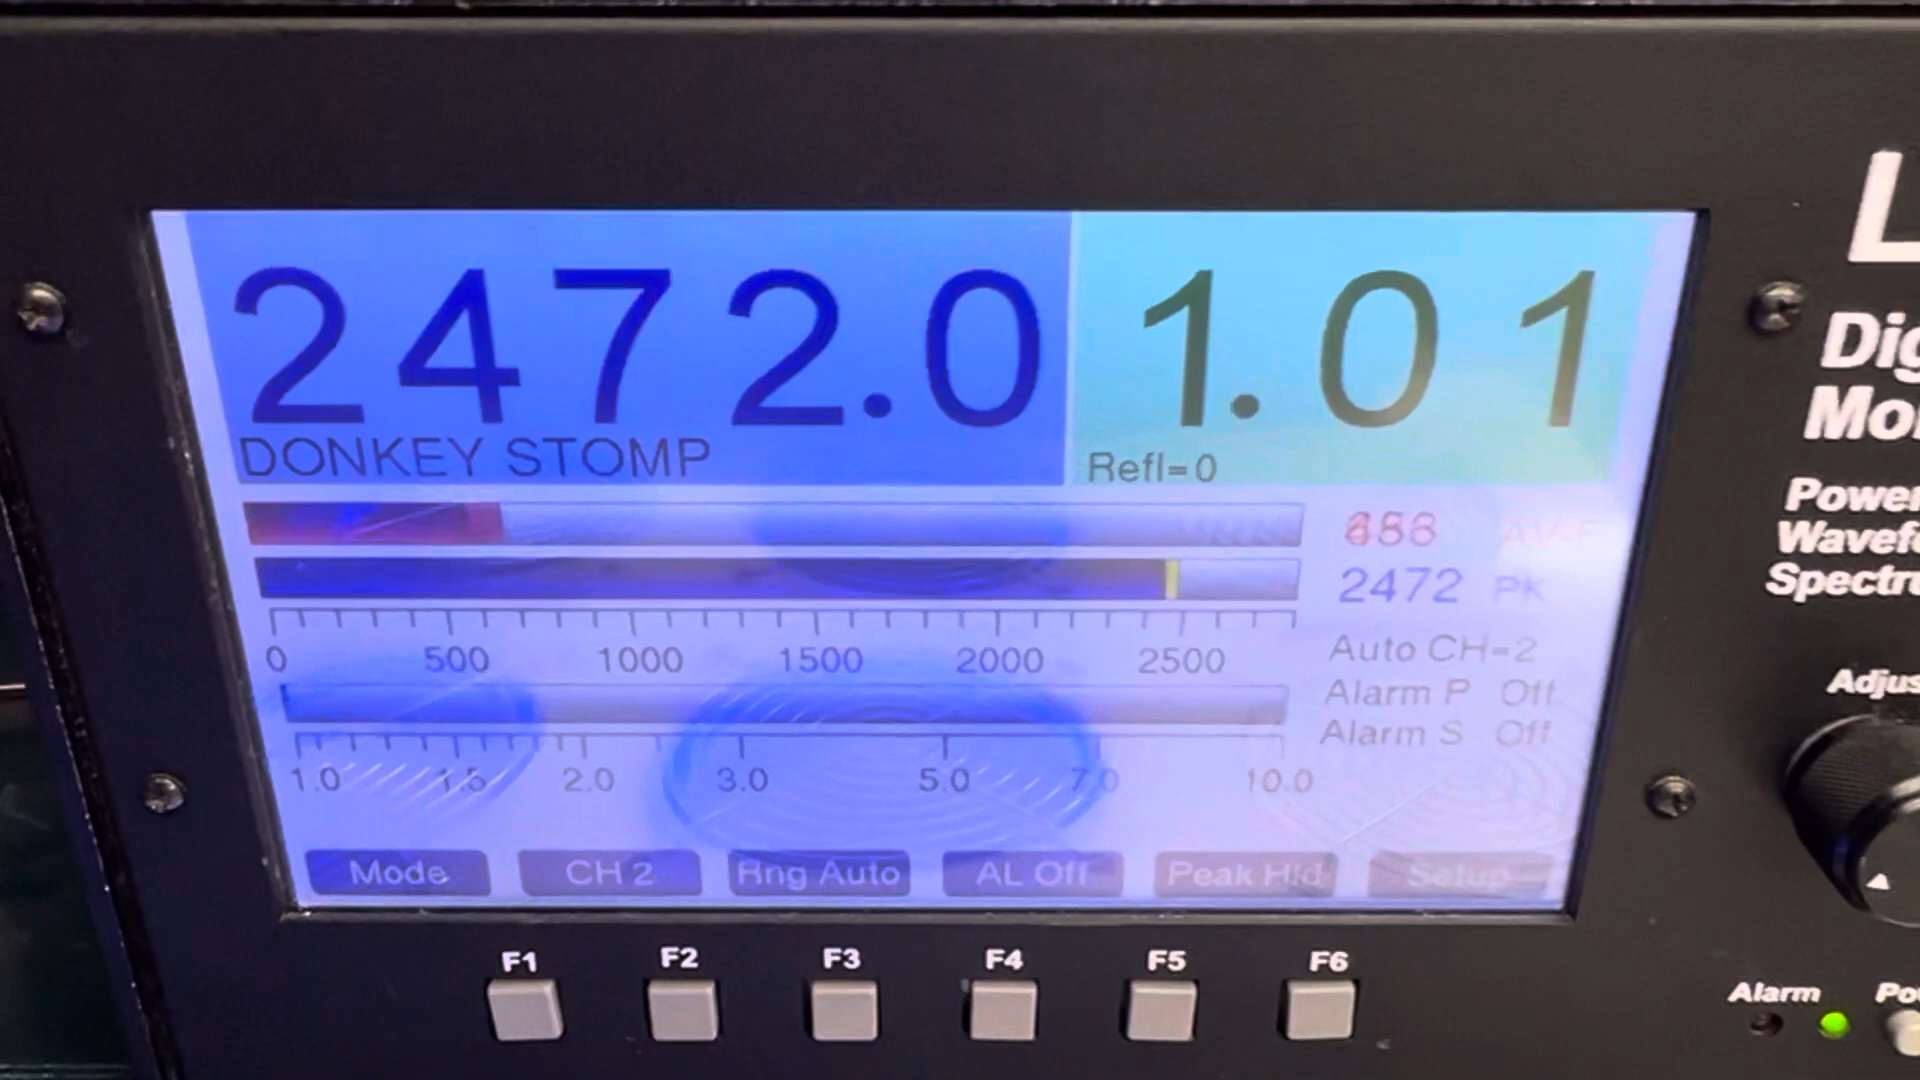 2472.0 1.01
DONKEY STOMP
Refl=0
2472 PK
0 500 1000 1500 2000 2500
Auto CH=2
Alarm P Off
Alarm S Off
1.0 1.5 2.0 3.0 5.0 7.0 10.0
Mode CH 2 Rng Auto AL Off Peak Hld Setup
F1 F2 F3 F4 F5 F6
L
Dig
Mo
Power
Wavef
Spectru
Adjus
Alarm Po